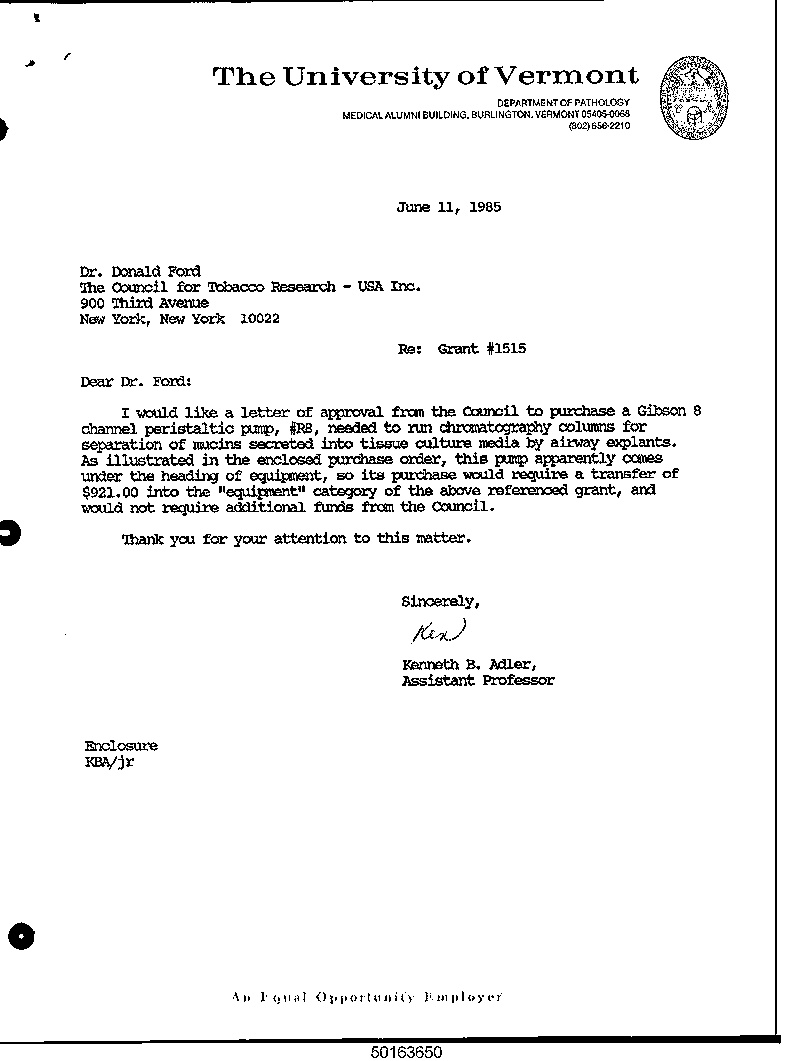 The University of Vermont
DEPARTMENT OF PATHOLOGY
MEDICAL ALUMNI BUILDING, BURLINGTON, VERMONT 05405-0068
(802) 656-2210
June 11, 1985
Dr. Donald Ford
The Council for Tobacco Research - USA Inc.
900 Third Avenue
New York, New York 10022
Re: Grant #1515
Dear Dr. Ford:
I would like a letter of approval from the Council to purchase a Gibson 8
channel peristaltic pump, #R8, needed to run chromatography columns for
separation of mucins secreted into tissue culture media by airway explants.
As illustrated in the enclosed purchase order, this pump apparently comes
under the heading of equipment, so its purchase would require a transfer of
$921.00 into the "equipment" category of the above referenced grant, and
would not require additional funds from the Council.
Thank you for your attention to this matter.
Sincerely,
Ken
Kenneth B. Adler,
Assistant Professor
Enclosure
KBA/jr
An Equal Opportunity Employer
50163650